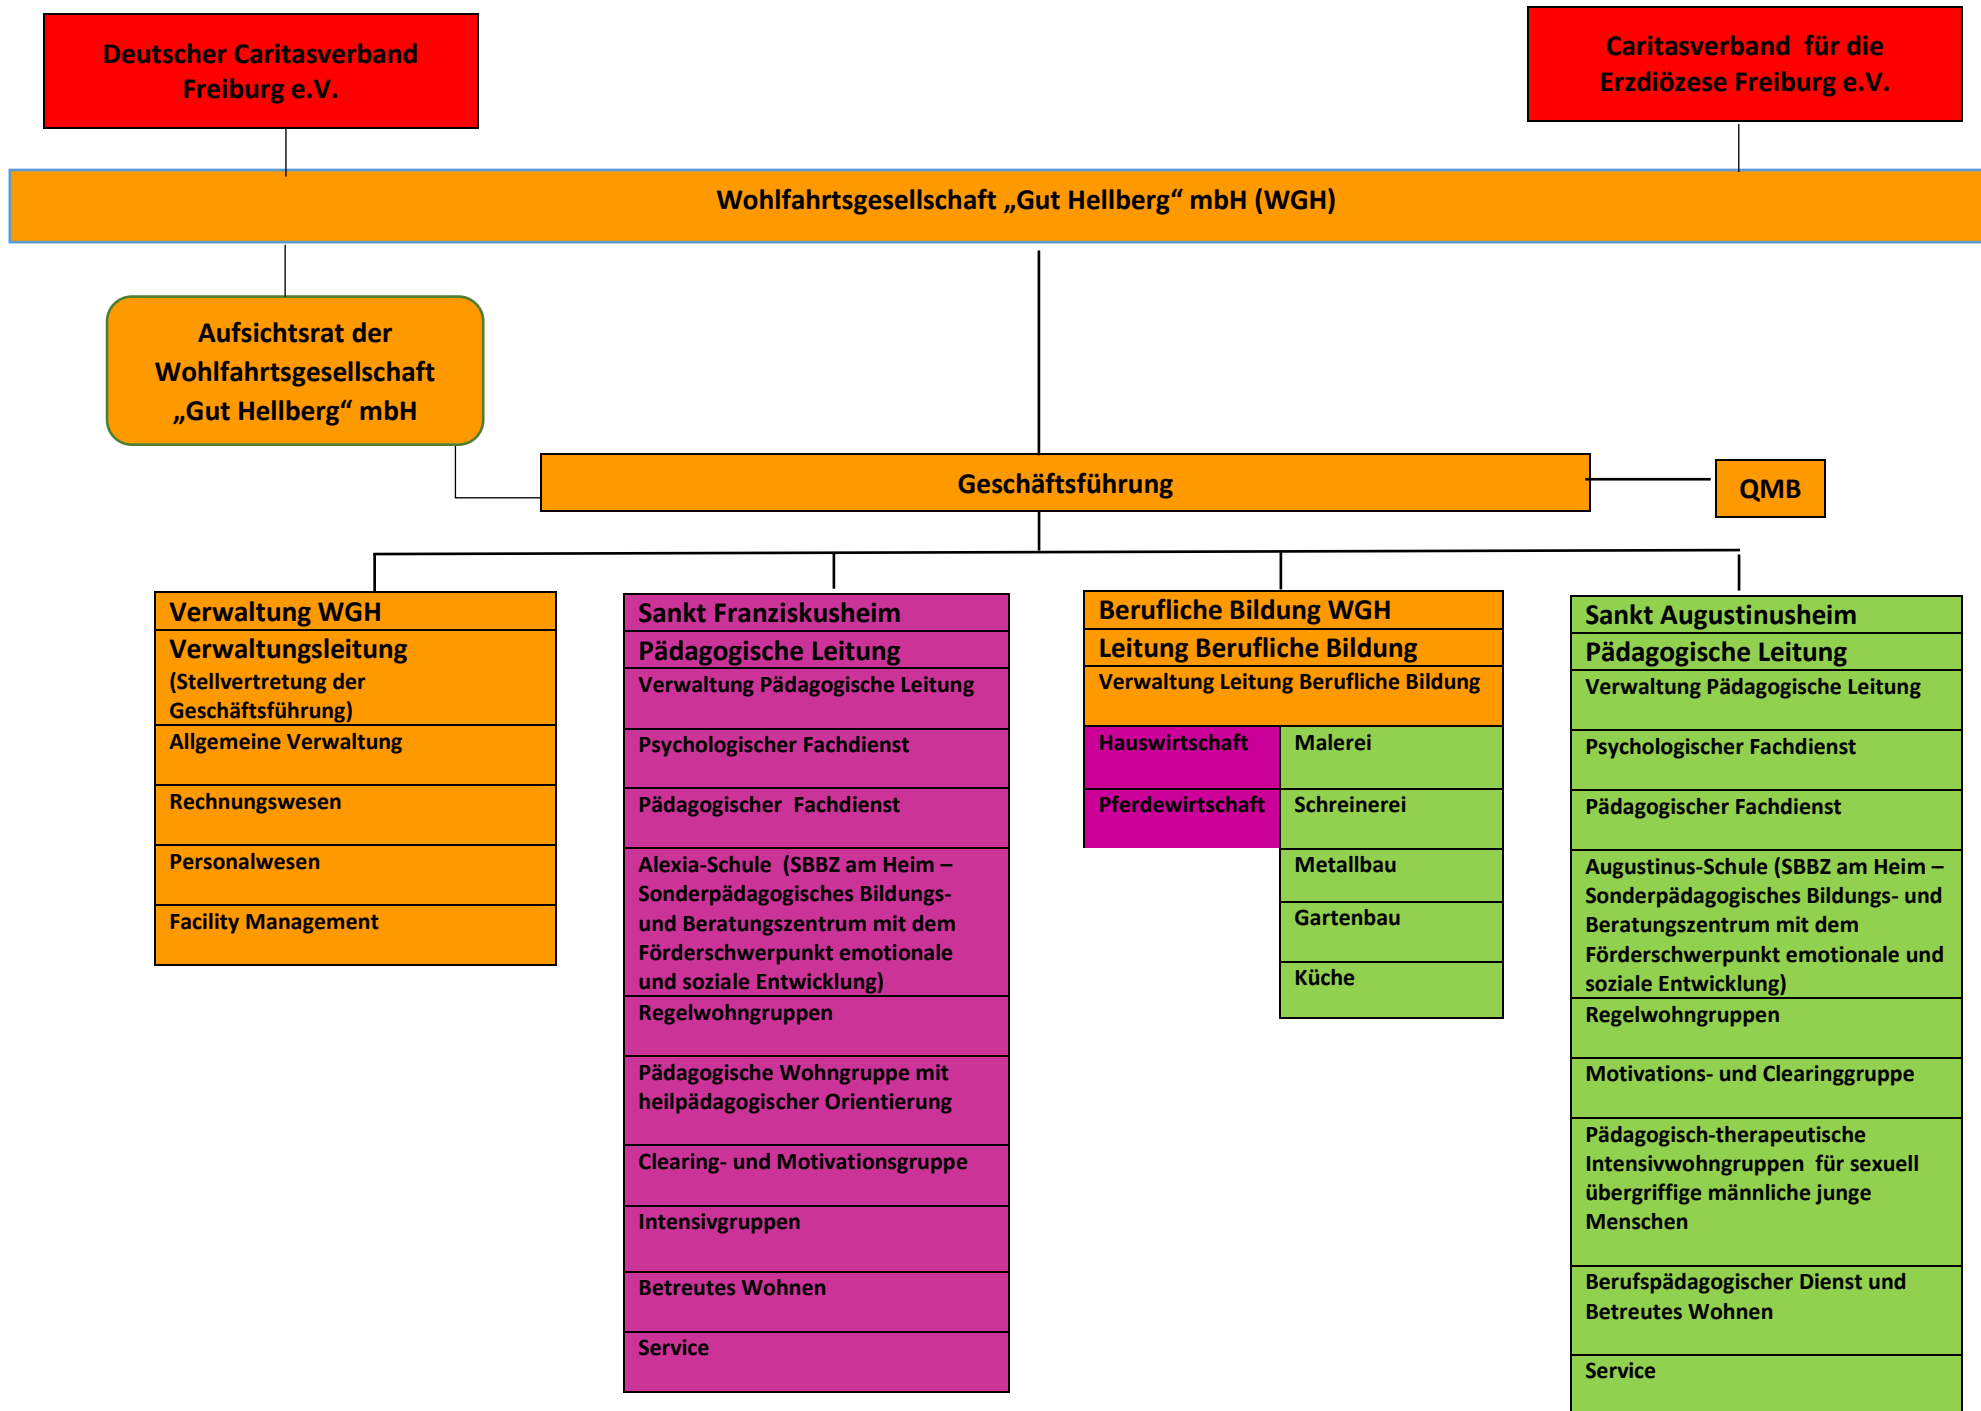 Deutscher Caritasverband
Freiburg e.V.
Caritasverband für die
Erzdiözese Freiburg e.V.
Wohlfahrtsgesellschaft „Gut Hellberg“ mbH (WGH)
Aufsichtsrat der
Wohlfahrtsgesellschaft
„Gut Hellberg“ mbH
Geschäftsführung
QMB
Verwaltung WGH
Verwaltungsleitung
(Stellvertretung der
Geschäftsführung)
Allgemeine Verwaltung
Rechnungswesen
Personalwesen
Facility Management
Sankt Franziskusheim
Pädagogische Leitung
Verwaltung Pädagogische Leitung
Psychologischer Fachdienst
Pädagogischer Fachdienst
Alexia-Schule (SBBZ am Heim –
Sonderpädagogisches Bildungs-
und Beratungszentrum mit dem
Förderschwerpunkt emotionale
und soziale Entwicklung)
Regelwohngruppen
Pädagogische Wohngruppe mit
heilpädagogischer Orientierung
Clearing- und Motivationsgruppe
Intensivgruppen
Betreutes Wohnen
Service
Berufliche Bildung WGH
Leitung Berufliche Bildung
Verwaltung Leitung Berufliche Bildung
Hauswirtschaft
Pferdewirtschaft
Malerei
Schreinerei
Metallbau
Gartenbau
Küche
Sankt Augustinusheim
Pädagogische Leitung
Verwaltung Pädagogische Leitung
Psychologischer Fachdienst
Pädagogischer Fachdienst
Augustinus-Schule (SBBZ am Heim –
Sonderpädagogisches Bildungs- und
Beratungszentrum mit dem
Förderschwerpunkt emotionale und
soziale Entwicklung)
Regelwohngruppen
Motivations- und Clearinggruppe
Pädagogisch-therapeutische
Intensivwohngruppen für sexuell
übergriffige männliche junge
Menschen
Berufspädagogischer Dienst und
Betreutes Wohnen
Service